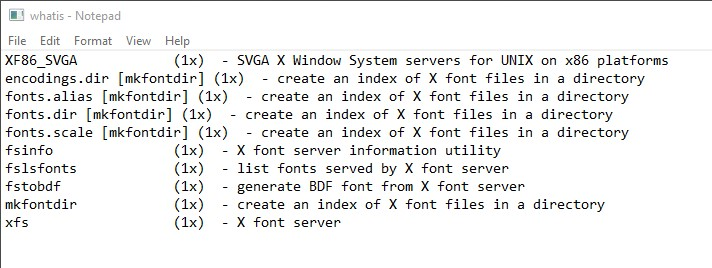 whatis - Notepad
File Edit Format View Help
XF86_SVGA            (1x)  - SVGA X Window System servers for UNIX on x86 platforms
encodings.dir [mkfontdir] (1x)  - create an index of X font files in a directory
fonts.alias [mkfontdir] (1x)  - create an index of X font files in a directory
fonts.dir [mkfontdir] (1x)  - create an index of X font files in a directory
fonts.scale [mkfontdir] (1x)  - create an index of X font files in a directory
fsinfo               (1x)  - X font server information utility
fslsfonts            (1x)  - list fonts served by X font server
fstobdf              (1x)  - generate BDF font from X font server
mkfontdir            (1x)  - create an index of X font files in a directory
xfs                  (1x)  - X font server